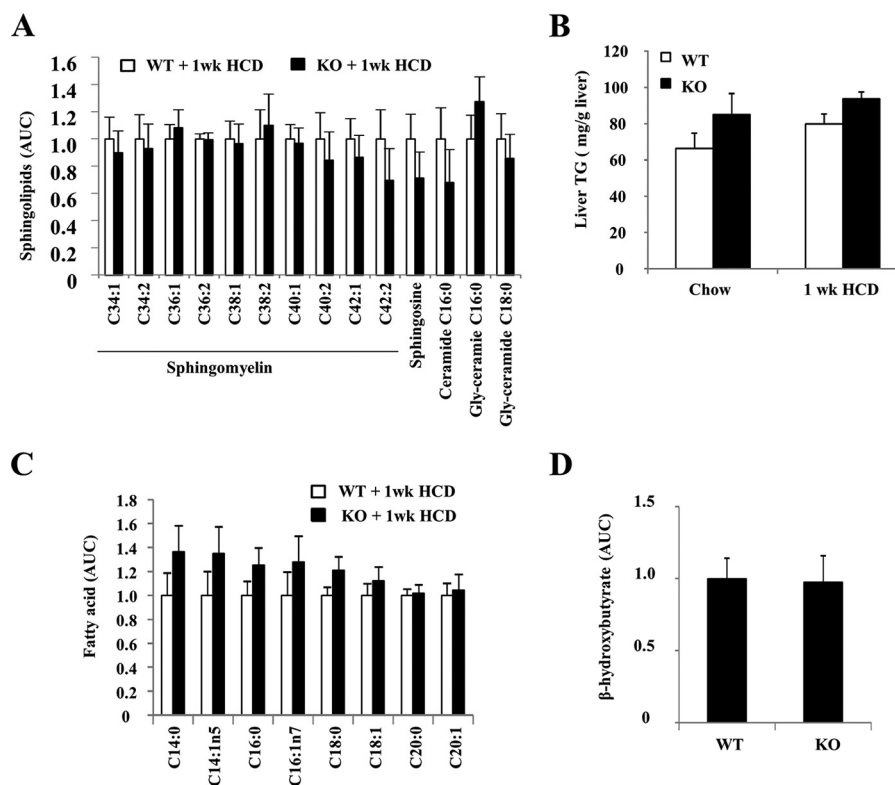 A
WT + 1wk HCD
KO + 1wk HCD
Sphingolipids (AUC)
1.6
1.4
1.2
1.0
0.8
0.6
0.4
0.2
0
C34:1
C34:2
C36:1
C36:2
C38:1
C38:2
C40:1
C40:2
C42:1
C42:2
Sphingosine
Ceramide C16:0
Gly-ceramie C16:0
Gly-ceramide C18:0
Sphingomyelin
B
WT
KO
Liver TG ( mg/g liver)
120
100
80
60
40
20
0
Chow
1 wk HCD
C
WT + 1wk HCD
KO + 1wk HCD
Fatty acid (AUC)
1.8
1.6
1.4
1.2
1.0
0.8
0.6
0.4
0.2
0
C14:0
C14:1n5
C16:0
C16:1n7
C18:0
C18:1
C20:0
C20:1
D
β-hydroxybutyrate (AUC)
1.5
1.0
0.5
0
WT
KO